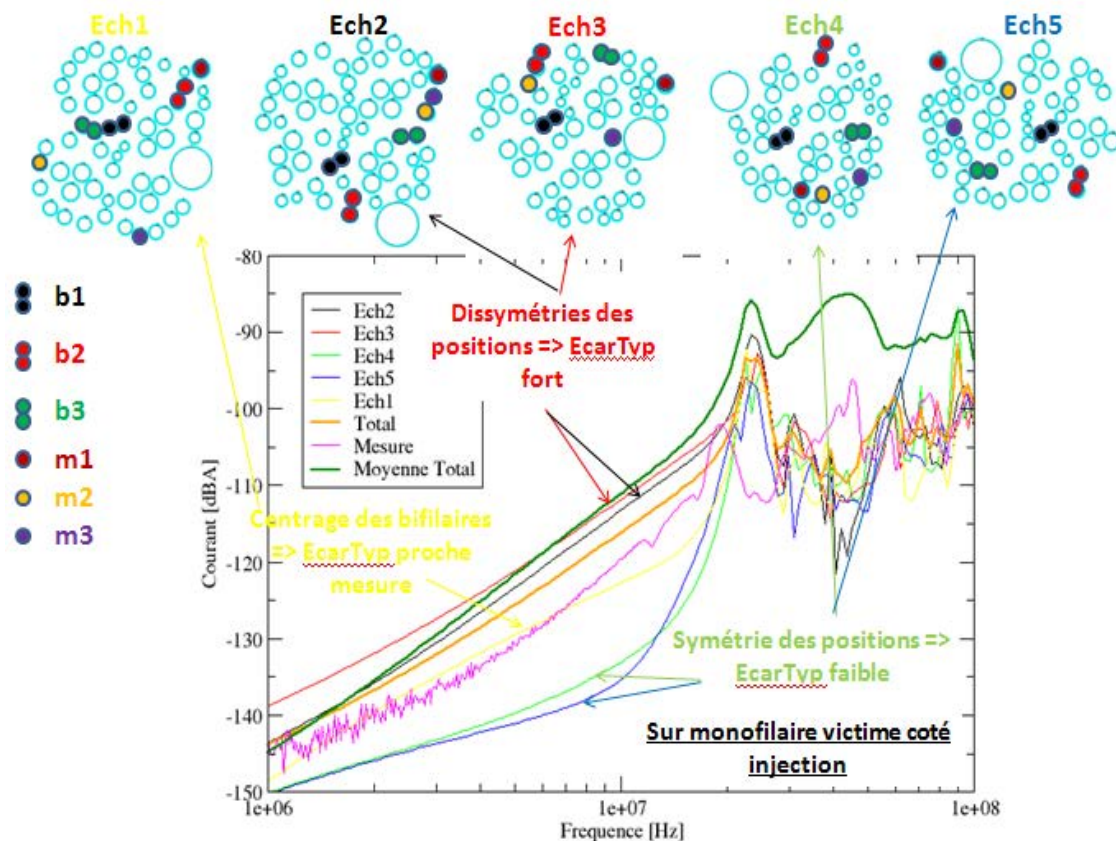 Ech1
Ech2
Ech3
Ech4
Ech5
b1
b2
b3
m1
m2
m3
-80
-90
-100
-110
-120
-130
-140
-150
Courant [dBA]
Ech2
Ech3
Ech4
Ech5
Ech1
Total
Mesure
Moyenne Total
Dissymétries des
positions => EcarTyp
fort
Centrage des bifilaires
=> EcarTyp proche
mesure
Symétrie des positions =>
EcarTyp faible
Sur monofilaire victime coté
injection
1e+06
1e+07
1e+08
Frequence [Hz]